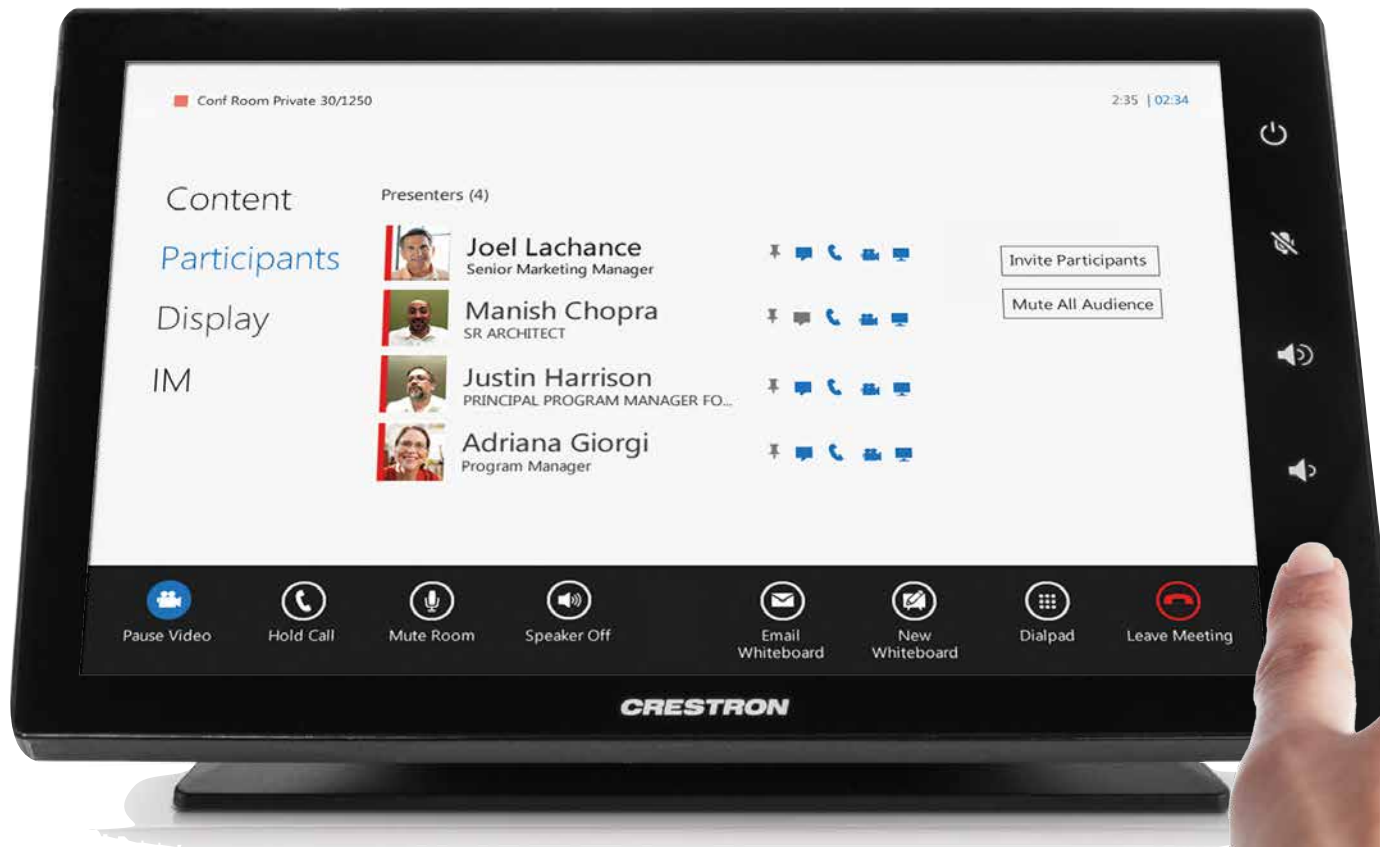 Conf Room Private 30/1250
2:35 | 02:34
Content
Participants
Display
IM
Presenters (4)
Joel Lachance
Senior Marketing Manager
Manish Chopra
SR ARCHITECT
Justin Harrison
PRINCIPAL PROGRAM MANAGER FO...
Adriana Giorgi
Program Manager
Invite Participants
Mute All Audience
Pause Video
Hold Call
Mute Room
Speaker Off
Email
Whiteboard
New
Whiteboard
Dialpad
Leave Meeting
CRESTRON